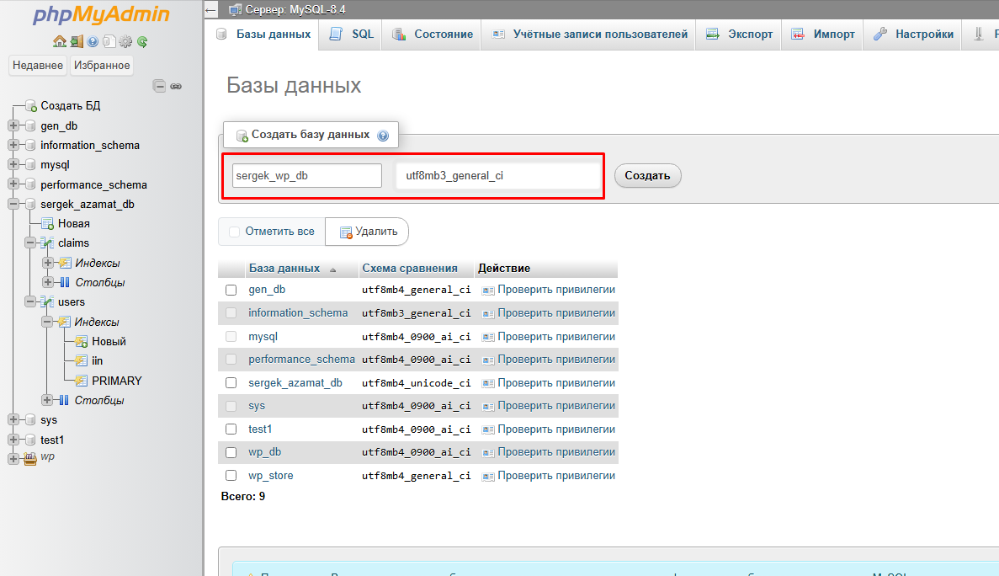 phpMyAdmin
Недавнее Избранное
Создать БД
gen_db
information_schema
mysql
performance_schema
sergek_azamat_db
Новая
claims
Индексы
Столбцы
users
Индексы
Новый
iin
PRIMARY
Столбцы
sys
test1
wp
Сервер: MySQL-8.4
Базы данных SQL Состояние Учётные записи пользователей Экспорт Импорт Настройки
Базы данных
Создать базу данных
sergek_wp_db utf8mb3_general_ci Создать
Отметить все Удалить
База данных Схема сравнения Действие
gen_db utf8mb4_general_ci Проверить привилегии
information_schema utf8mb3_general_ci Проверить привилегии
mysql utf8mb4_0900_ai_ci Проверить привилегии
performance_schema utf8mb4_0900_ai_ci Проверить привилегии
sergek_azamat_db utf8mb4_unicode_ci Проверить привилегии
sys utf8mb4_0900_ai_ci Проверить привилегии
test1 utf8mb4_0900_ai_ci Проверить привилегии
wp_db utf8mb4_0900_ai_ci Проверить привилегии
wp_store utf8mb4_general_ci Проверить привилегии
Всего: 9